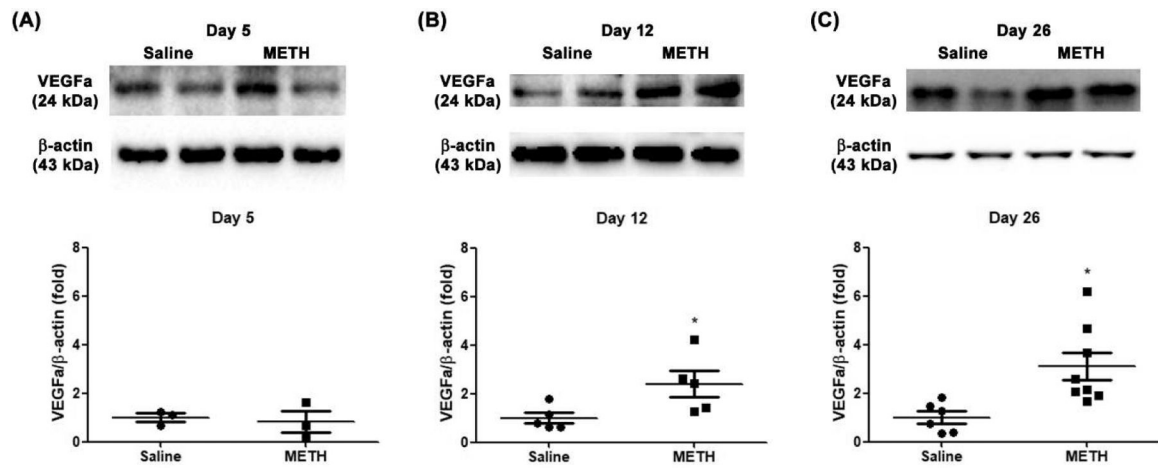 (A)
Day 5
Saline METH
VEGFa
(24 kDa)
β-actin
(43 kDa)
Day 5
VEGFa/β-actin (fold)
8
6
4
2
0
Saline METH
(B)
Day 12
Saline METH
VEGFa
(24 kDa)
β-actin
(43 kDa)
Day 12
VEGFa/β-actin (fold)
8
6
4
2
0
*
Saline METH
(C)
Day 26
Saline METH
VEGFa
(24 kDa)
β-actin
(43 kDa)
Day 26
VEGFa/β-actin (fold)
8
6
4
2
0
*
Saline METH